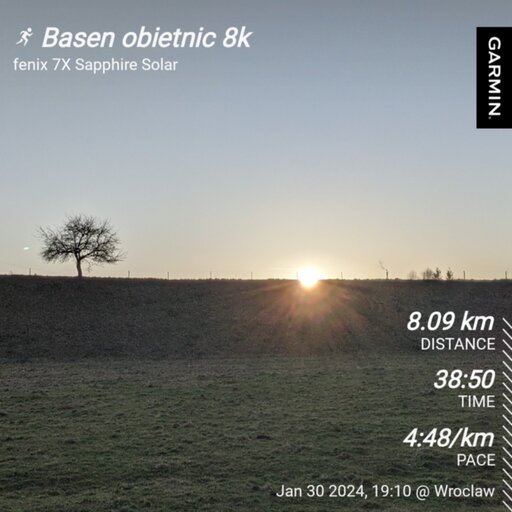 Basen obietnic 8k
fenix 7X Sapphire Solar
GARMIN.
8.09 km
DISTANCE
38:50
TIME
4:48/km
PACE
Jan 30 2024, 19:10 @ Wroclaw